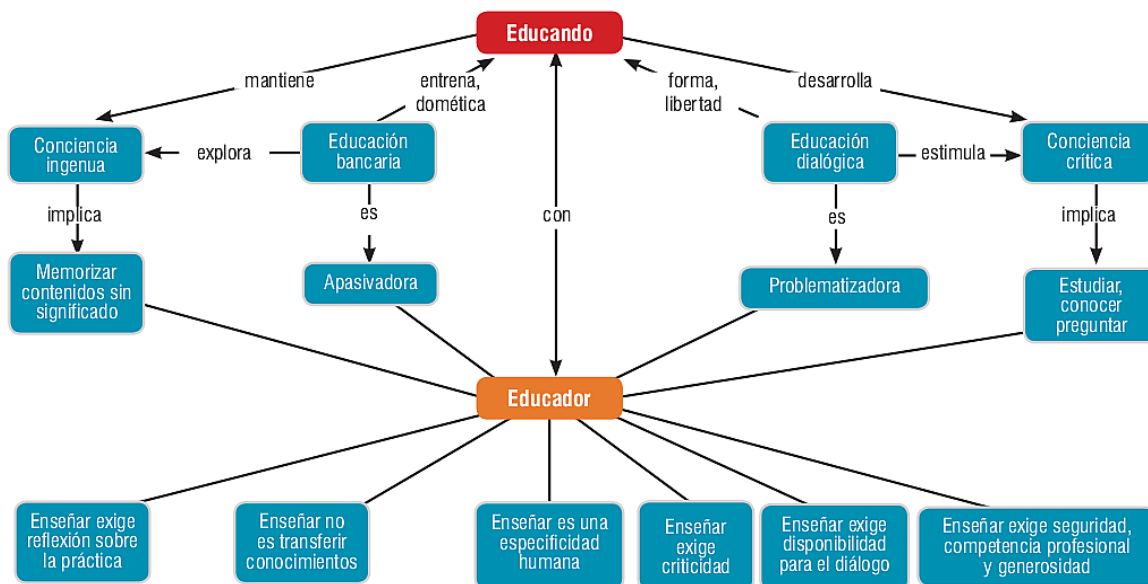 Educando
mantiene
entrena,
domética
forma,
libertad
desarrolla
Conciencia
ingenua
explora
Educación
bancaria
Educación
dialógica
estimula
Conciencia
crítica
implica
es
con
es
implica
Memorizar
contenidos sin
significado
Apasivadora
Problematizadora
Estudiar,
conocer
preguntar
Educador
Enseñar exige
reflexión sobre
la práctica
Enseñar no
es transferir
conocimientos
Enseñar es una
especificidad
humana
Enseñar
exige
criticidad
Enseñar exige
disponibilidad
para el diálogo
Enseñar exige seguridad,
competencia profesional
y generosidad